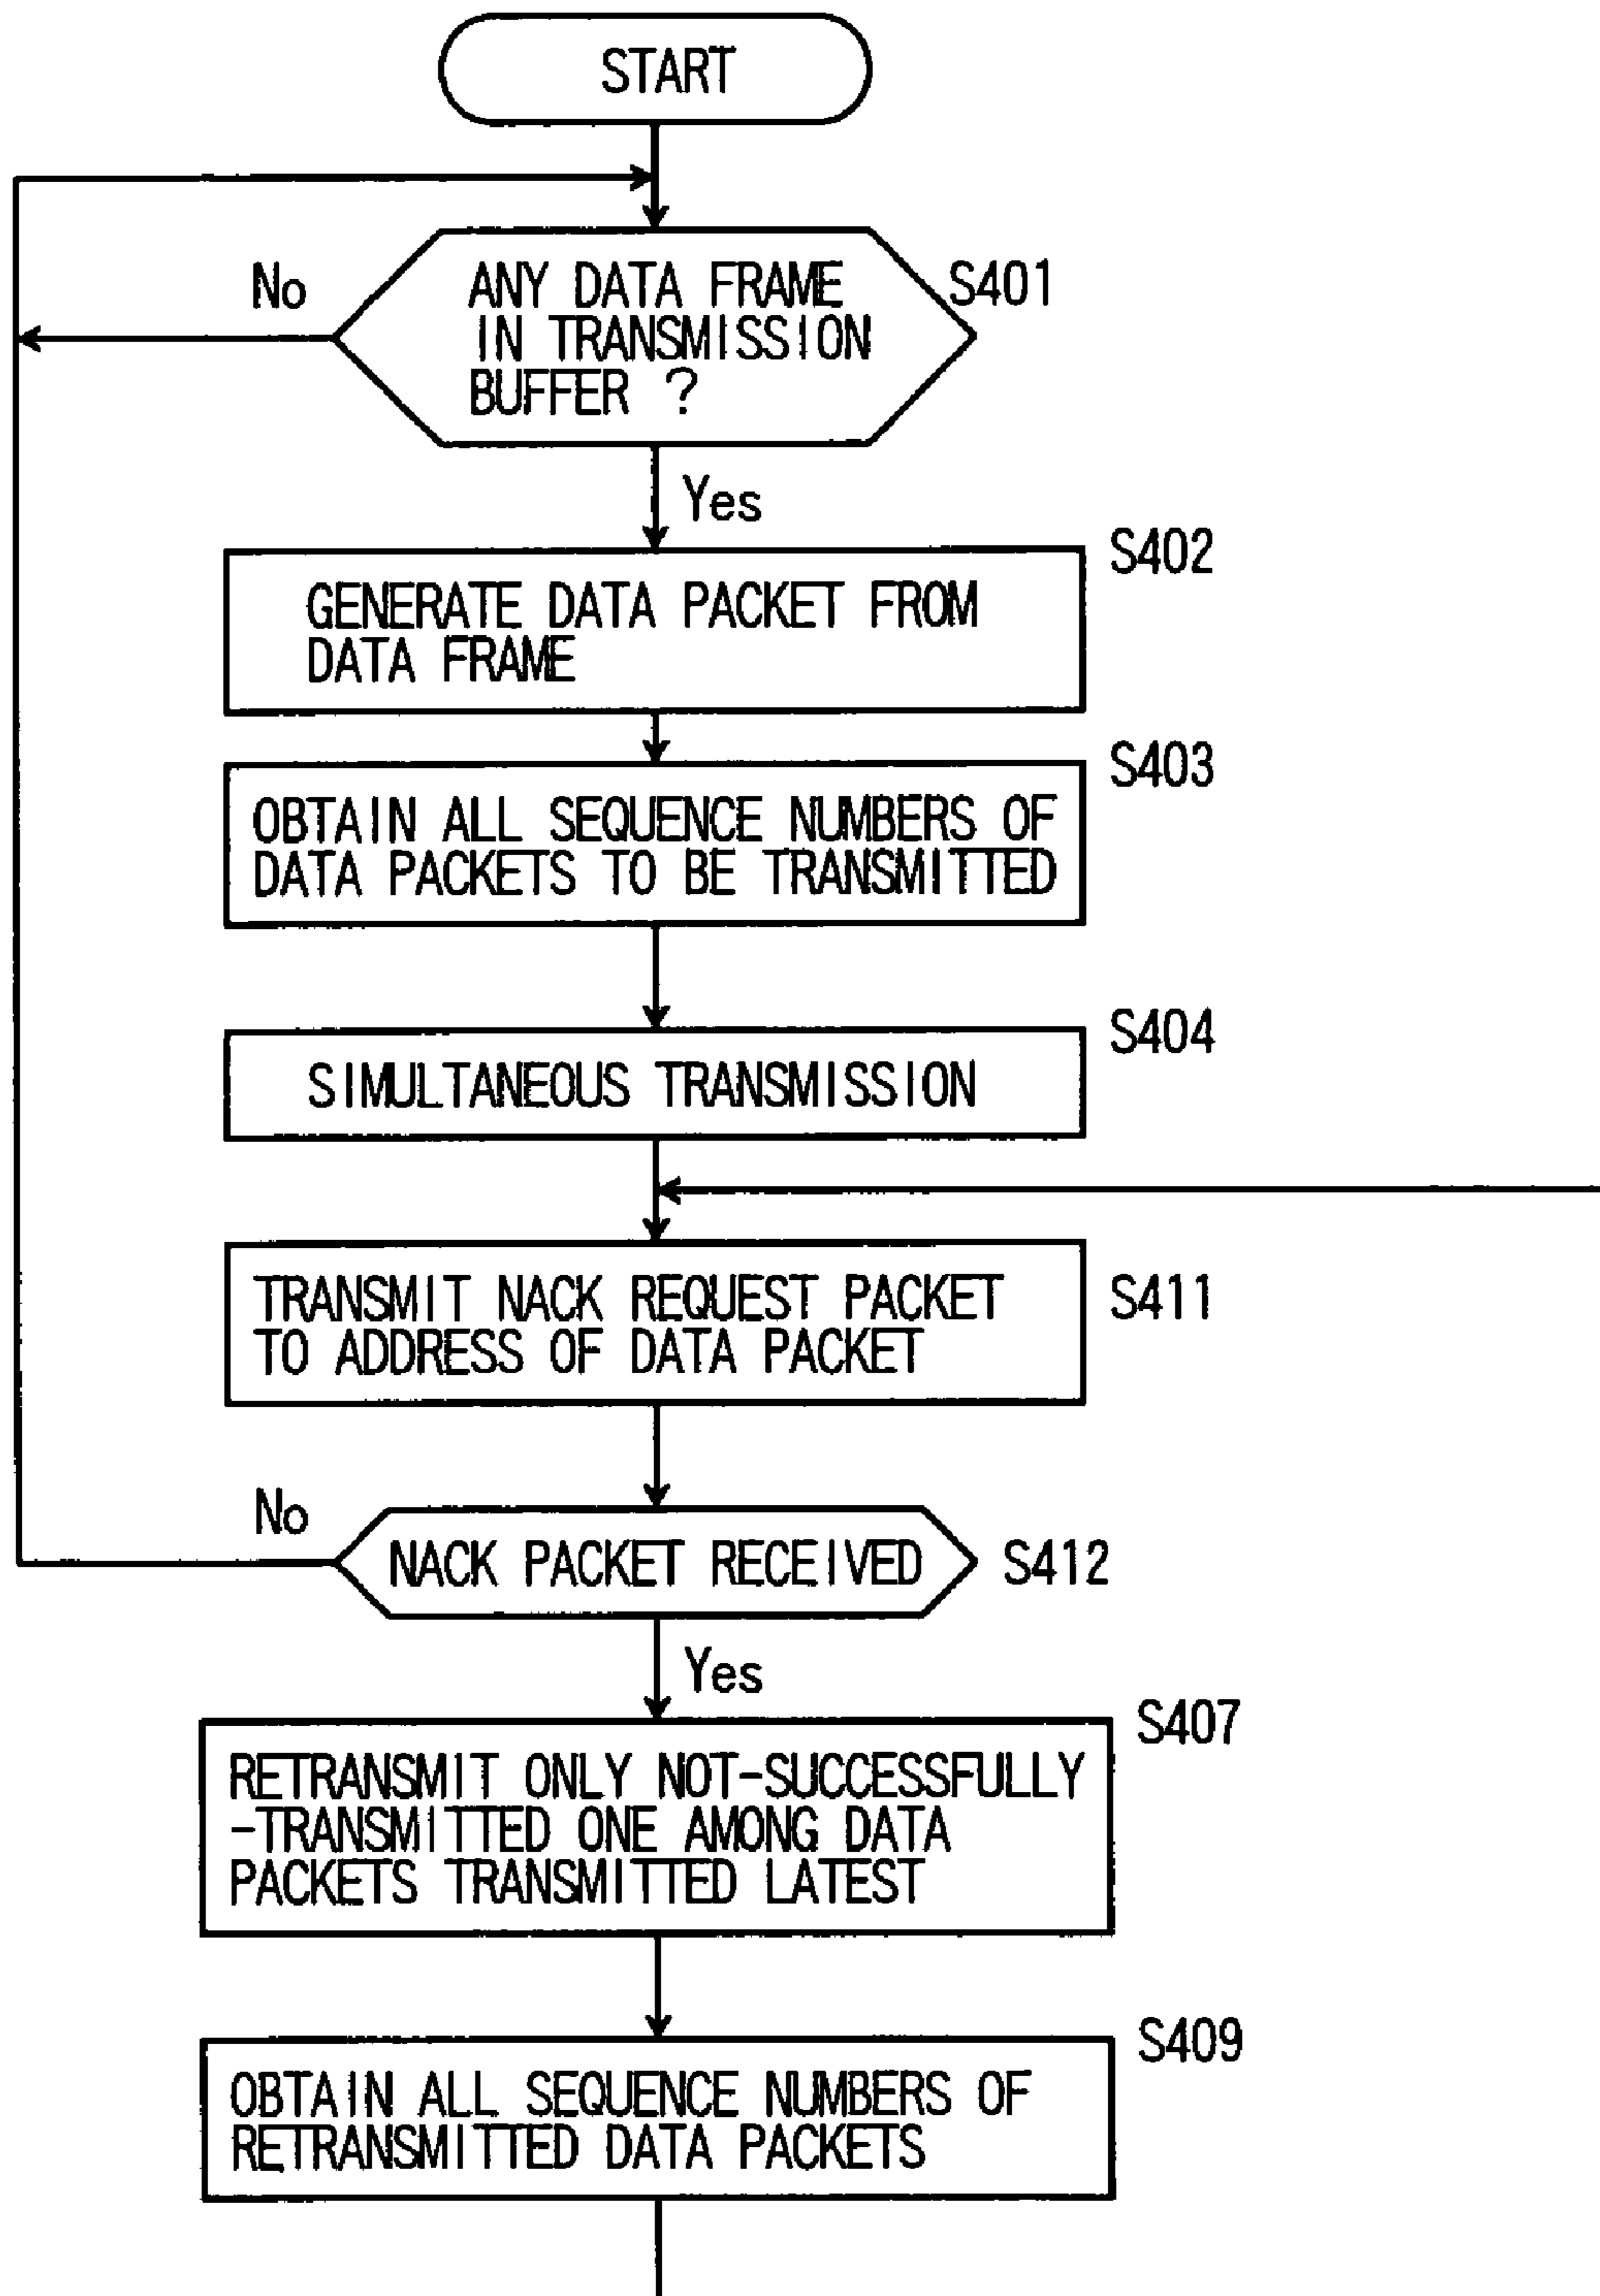 START
No
ANY DATA FRAME
IN TRANSMISSION
BUFFER ?
S401
Yes
S402
GENERATE DATA PACKET FROM
DATA FRAME
S403
OBTAIN ALL SEQUENCE NUMBERS OF
DATA PACKETS TO BE TRANSMITTED
S404
SIMULTANEOUS TRANSMISSION
TRANSMIT NACK REQUEST PACKET
TO ADDRESS OF DATA PACKET
S411
No
NACK PACKET RECEIVED
S412
Yes
S407
RETRANSMIT ONLY NOT-SUCCESSFULLY
-TRANSMITTED ONE AMONG DATA
PACKETS TRANSMITTED LATEST
S409
OBTAIN ALL SEQUENCE NUMBERS OF
RETRANSMITTED DATA PACKETS